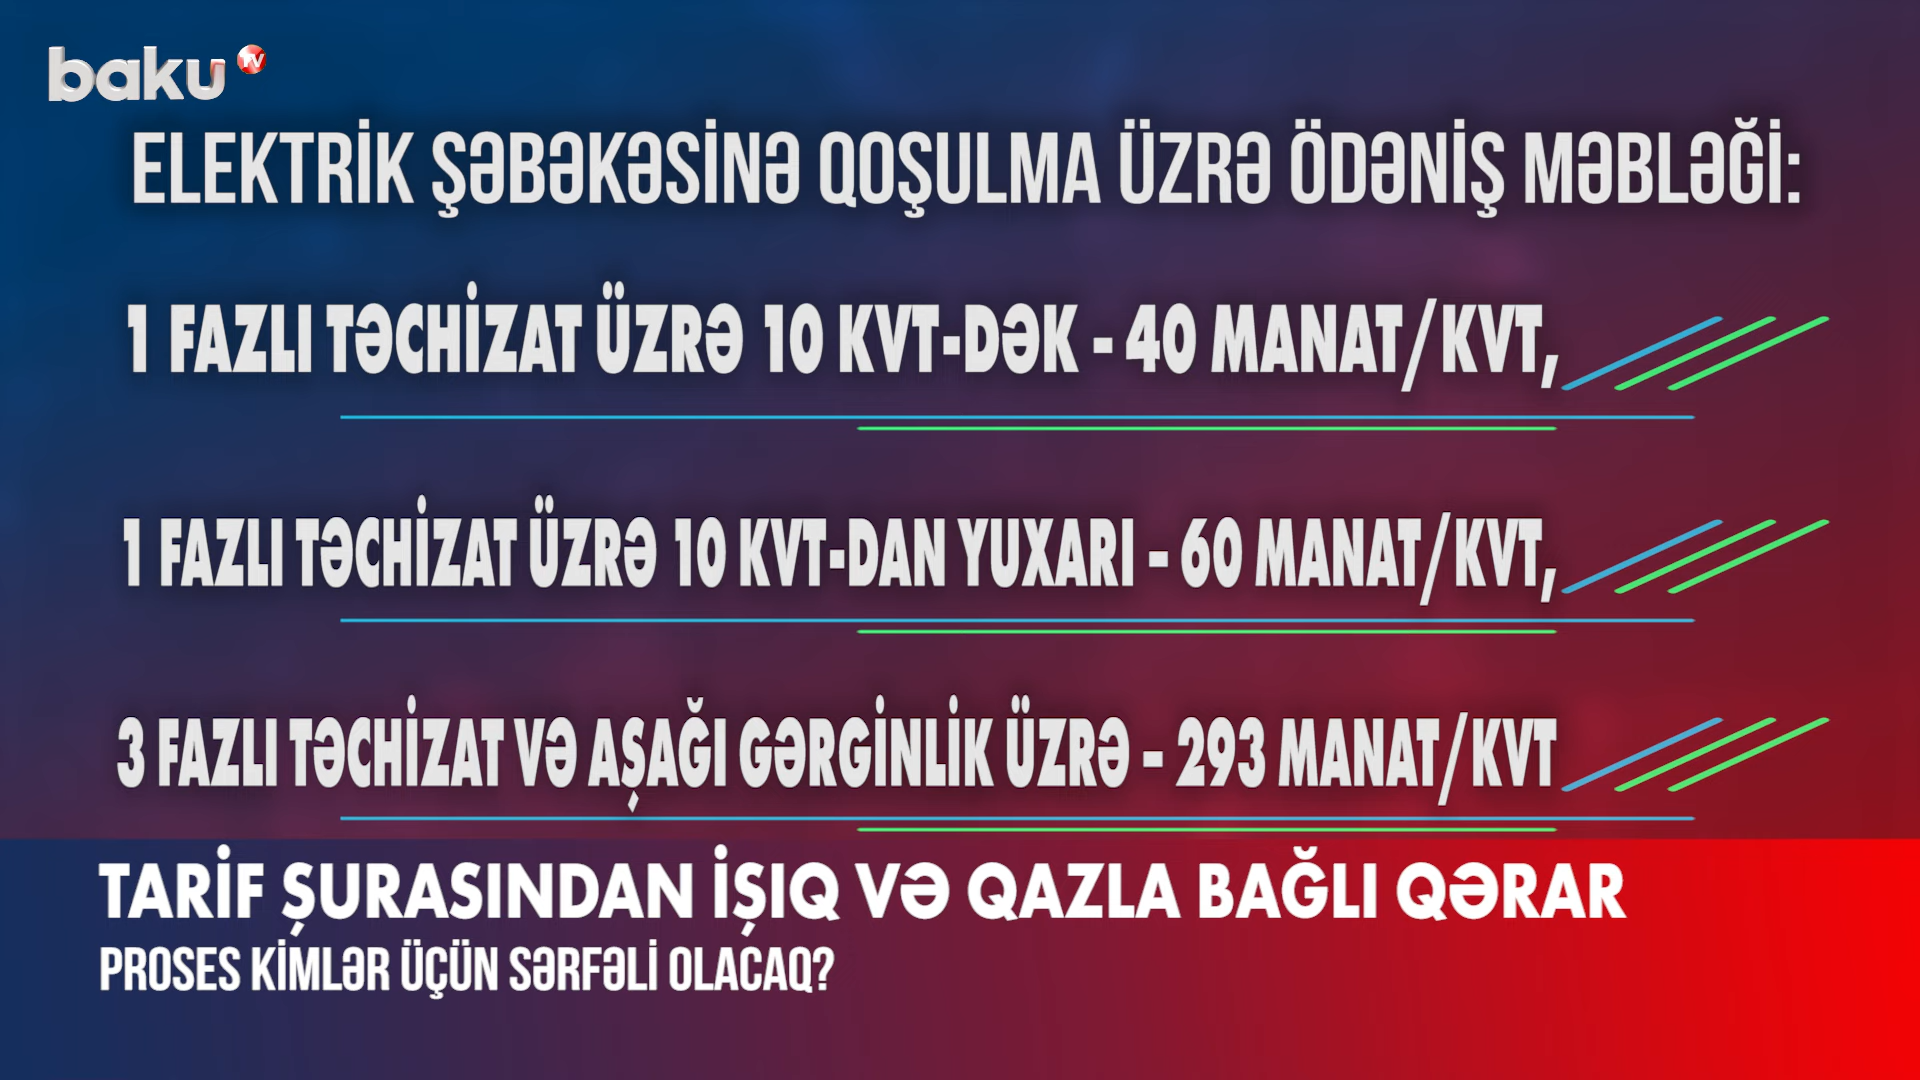 baku TV
ELEKTRİK ŞƏBƏKƏSİNƏ QOŞULMA ÜZRƏ ÖDƏNİŞ MƏBLƏĞİ:
1 FAZLI TƏCHİZAT ÜZRƏ 10 KVT-DƏK - 40 MANAT/KVT,
1 FAZLI TƏCHİZAT ÜZRƏ 10 KVT-DAN YUXARI - 60 MANAT/KVT,
3 FAZLI TƏCHİZAT VƏ AŞAĞI GƏRGİNLİK ÜZRƏ - 293 MANAT/KVT
TARİF ŞURASINDAN İŞIQ VƏ QAZLA BAĞLI QƏRAR
PROSES KİMLƏR ÜÇÜN SƏRFƏLİ OLACAQ?